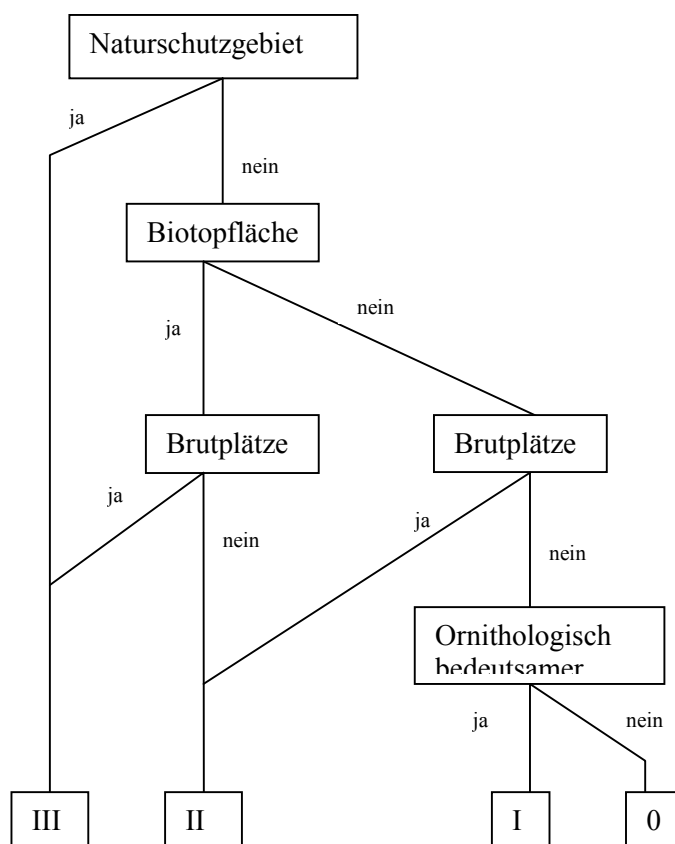 Naturschutzgebiet
ja
nein
Biotopfläche
ja
nein
Brutplätze
Brutplätze
ja
nein
ja
nein
Ornithologisch
bedeutsamer
ja
nein
III
II
I
0